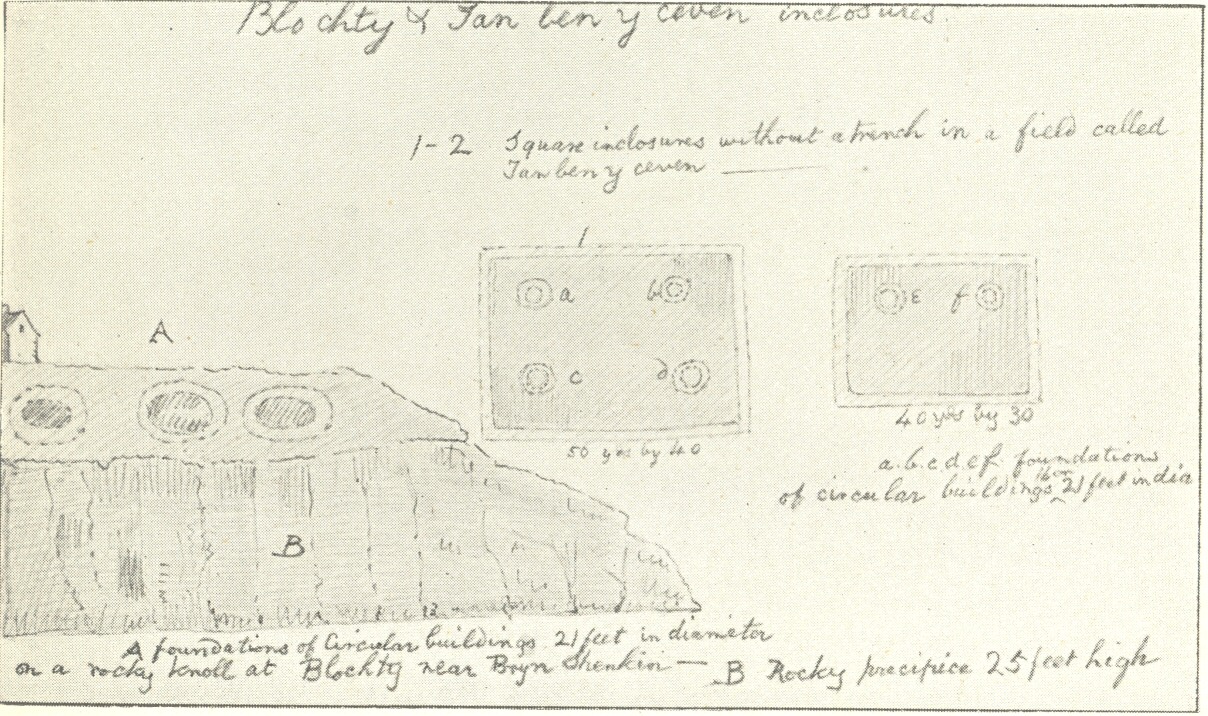 Blochty & Tan ben y ceven inclosures
1-2 Square inclosures without a trench in a field called
Tan ben y ceven
1
a b
c d
ε f
50 yds by 40
40 yds by 30
a.b.c.d.e.f. foundations
of circular buildings 21 feet in dia
A
B
A foundations of Circular buildings 21 feet in diameter
on a rocky knoll at Blochty near Bryn Shenkin — B Rocky precipice 25 feet high